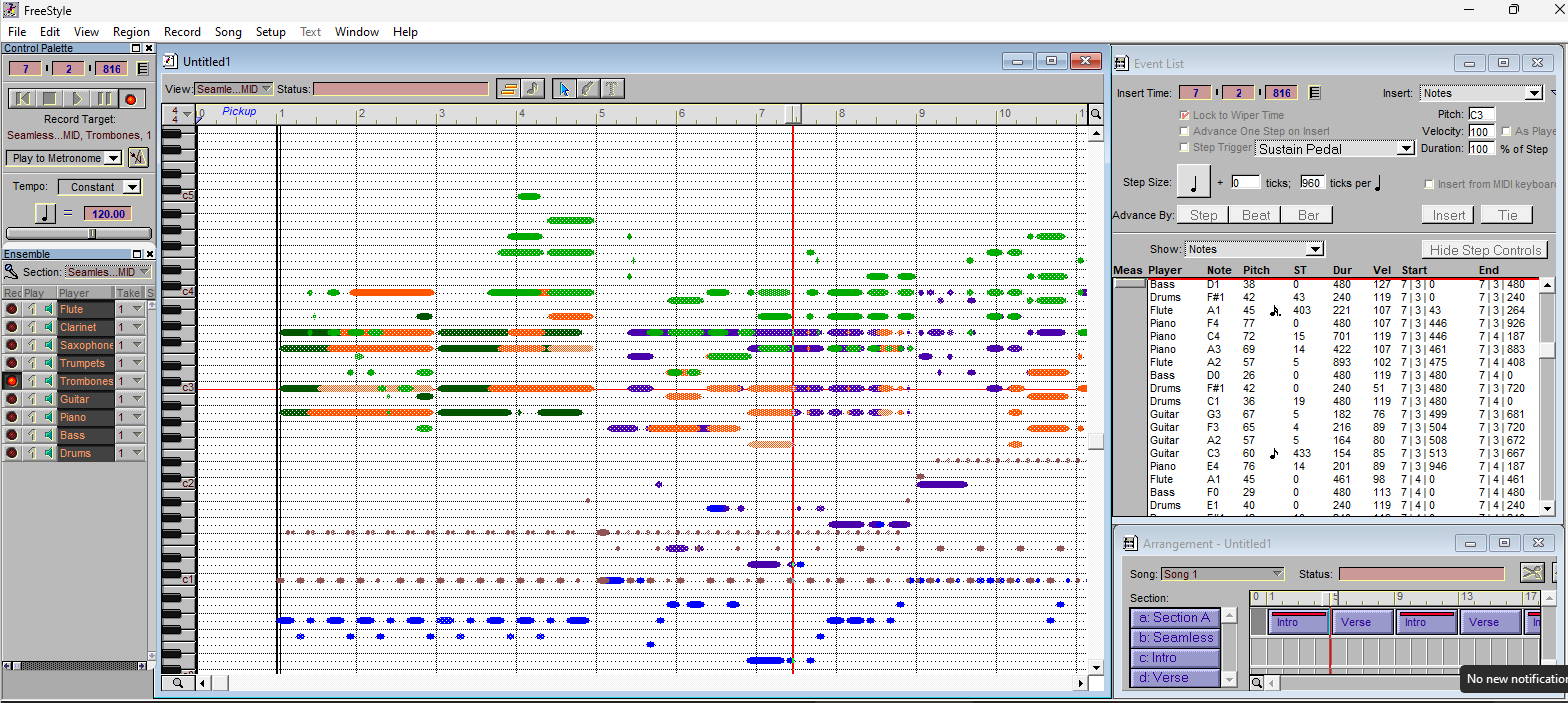 FreeStyle
File Edit View Region Record Song Setup Text Window Help
Control Palette
7 2 816
Record Target:
Seamless...MID, Trombones, 1
Play to Metronome
Tempo: Constant
= 120.00
Ensemble
Section: Seamles...MID
Rec Play Player Take S
Flute 1
Clarinet 1
Saxophone 1
Trumpets 1
Trombones 1
Guitar 1
Piano 1
Bass 1
Drums 1
Untitled1
View: Seamle...MID Status:
4
4
0 Pickup 1 2 3 4 5 6 7 8 9 10 11
c5
c4
c3
c2
c1
Event List
Insert Time: 7 2 816 Insert: Notes
Lock to Wiper Time Pitch: C3
Advance One Step on Insert Velocity: 100 As Playe
Step Trigger Sustain Pedal Duration: 100 % of Step
Step Size: + 0 ticks; 960 ticks per Insert from MIDI keyboard
Advance By: Step Beat Bar Insert Tie
Show: Notes Hide Step Controls
Meas Player Note Pitch ST Dur Vel Start End
Bass D1 38 0 480 127 7|3|0 7|3|480
Drums F#1 42 43 240 119 7|3|0 7|3|240
Flute A1 45 403 221 107 7|3|43 7|3|264
Piano F4 77 0 480 107 7|3|446 7|3|926
Piano C4 72 15 701 119 7|3|446 7|4|187
Piano A3 69 14 422 107 7|3|461 7|3|883
Flute A2 57 5 893 102 7|3|475 7|4|408
Bass D0 26 0 480 119 7|3|480 7|4|0
Drums F#1 42 0 240 51 7|3|480 7|3|720
Drums C1 36 19 480 119 7|3|480 7|4|0
Guitar G3 67 5 182 76 7|3|499 7|3|681
Guitar F3 65 4 216 89 7|3|504 7|3|720
Guitar A2 57 5 164 80 7|3|508 7|3|672
Guitar C3 60 433 154 85 7|3|513 7|3|667
Piano E4 76 14 201 89 7|3|946 7|4|187
Flute A1 45 0 461 98 7|4|0 7|4|461
Bass F0 29 0 480 113 7|4|0 7|4|480
Drums E1 40 0 240 119 7|4|0 7|4|240
Arrangement - Untitled1
Song: Song 1 Status:
Section: 0 1 5 9 13 17
a: Section A Intro Verse Intro Verse In
b: Seamless
c: Intro
d: Verse
No new notification